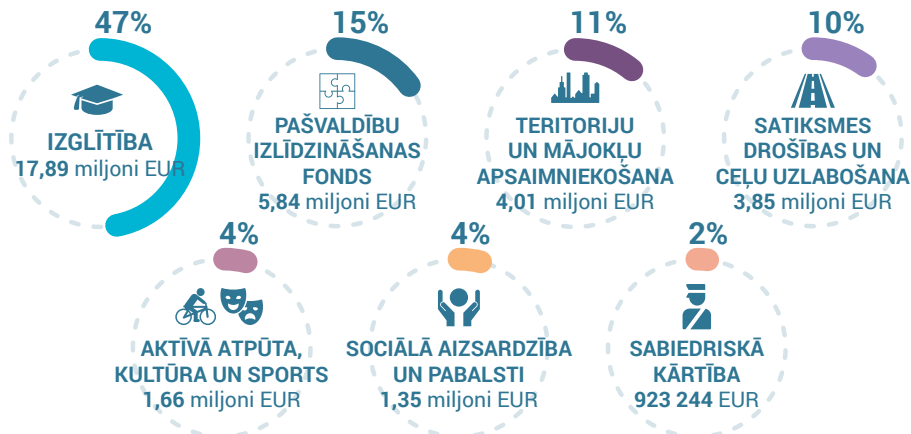 47%
IZGLĪTĪBA
17,89 miljoni EUR
15%
PAŠVALDĪBU
IZLĪDZINĀŠANAS
FONDS
5,84 miljoni EUR
11%
TERITORIJU
UN MĀJOKĻU
APSAIMNIEKOŠANA
4,01 miljoni EUR
10%
SATIKSMES
DROŠĪBAS UN
CEĻU UZLABOŠANA
3,85 miljoni EUR
4%
AKTĪVĀ ATPŪTA,
KULTŪRA UN SPORTS
1,66 miljoni EUR
4%
SOCIĀLĀ AIZSARDZĪBA
UN PABALSTI
1,35 miljoni EUR
2%
SABIEDRISKĀ
KĀRTĪBA
923 244 EUR